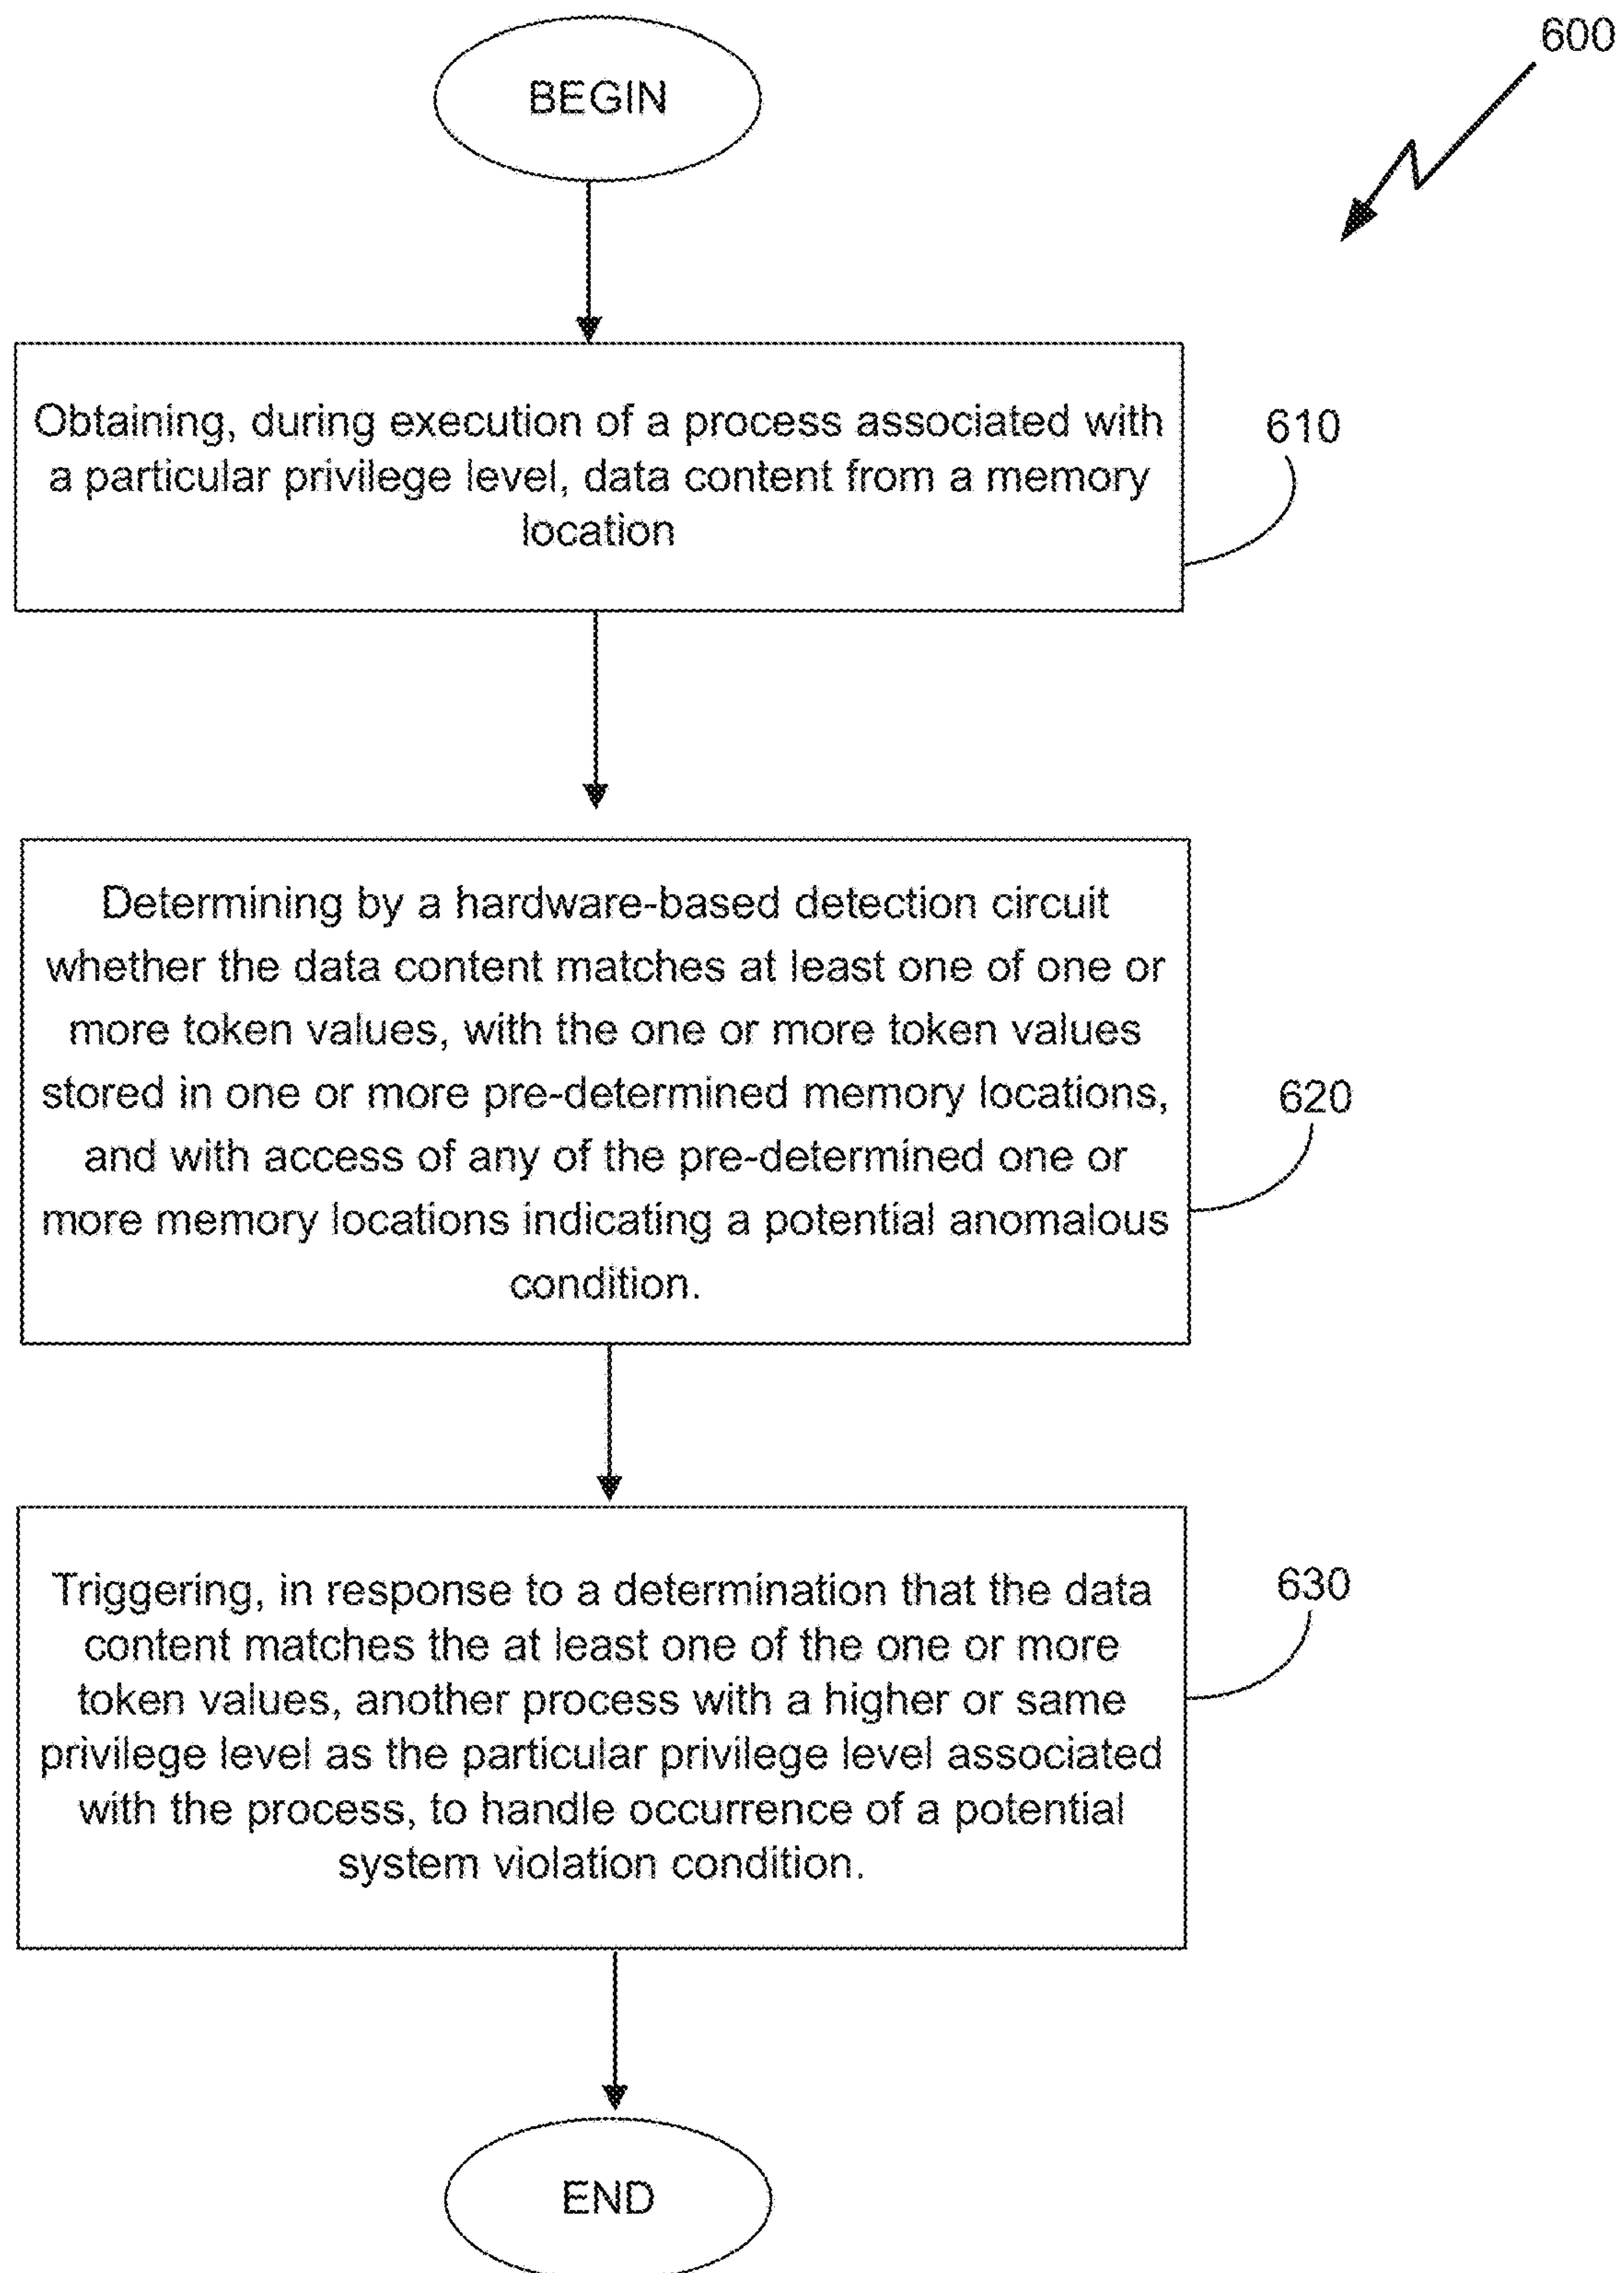 600
BEGIN
Obtaining, during execution of a process associated with
a particular privilege level, data content from a memory
location
610
Determining by a hardware-based detection circuit
whether the data content matches at least one of one or
more token values, with the one or more token values
stored in one or more pre-determined memory locations,
and with access of any of the pre-determined one or
more memory locations indicating a potential anomalous
condition.
620
Triggering, in response to a determination that the data
content matches the at least one of the one or more
token values, another process with a higher or same
privilege level as the particular privilege level associated
with the process, to handle occurrence of a potential
system violation condition.
630
END